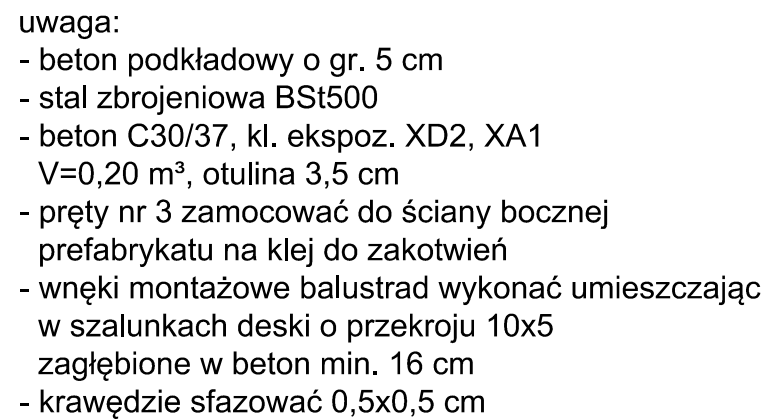 uwaga:
- beton podkładowy o gr. 5 cm
- stal zbrojeniowa BSt500
- beton C30/37, kl. ekspoz. XD2, XA1
V=0,20 m³, otulina 3,5 cm
- pręty nr 3 zamocować do ściany bocznej
prefabrykatu na klej do zakotwień
- wnęki montażowe balustrad wykonać umieszczając
w szalunkach deski o przekroju 10x5
zagłębione w beton min. 16 cm
- krawędzie sfazować 0,5x0,5 cm